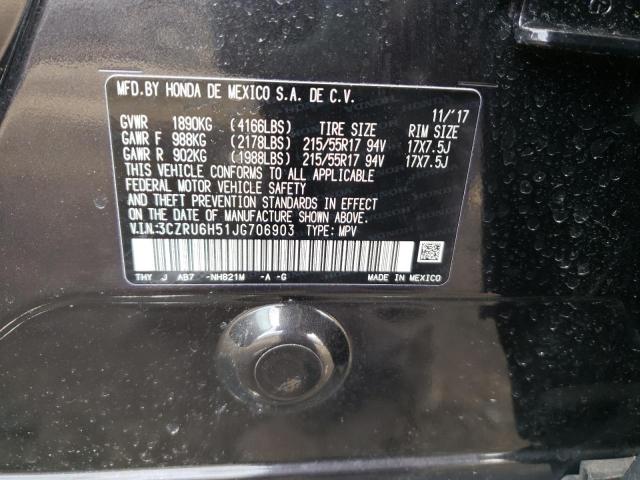 MFD.BY HONDA DE MEXICO S.A. DE C.V.
11/'17
GVWR 1890KG (4166LBS) TIRE SIZE RIM SIZE
GAWR F 988KG (2178LBS) 215/55R17 94V 17X7.5J
GAWR R 902KG (1988LBS) 215/55R17 94V 17X7.5J
THIS VEHICLE CONFORMS TO ALL APPLICABLE
FEDERAL MOTOR VEHICLE SAFETY
AND THEFT PREVENTION STANDARDS IN EFFECT
ON THE DATE OF MANUFACTURE SHOWN ABOVE.
V.I.N:3CZRU6H51JG706903 TYPE: MPV
THY J AB7 -NH821M -A -G MADE IN MEXICO